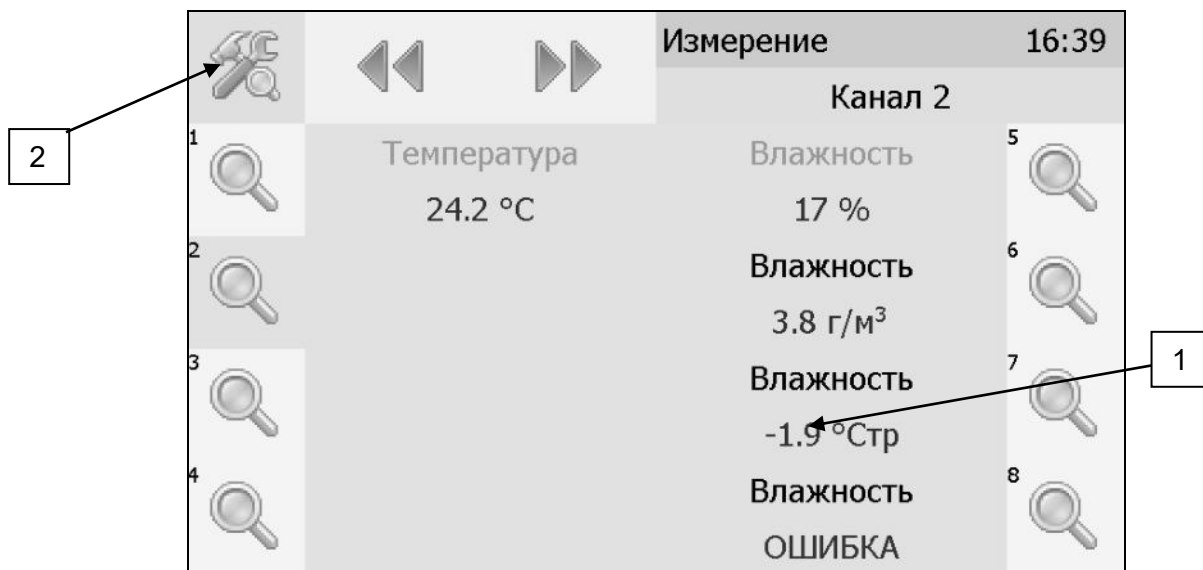 Измерение 16:39
Канал 2
2
1
Температура Влажность
5
24.2 °C 17 %
2
Влажность
6
3.8 г/м³
3
Влажность
7
1
-1.9 °Стр
4
Влажность
8
ОШИБКА